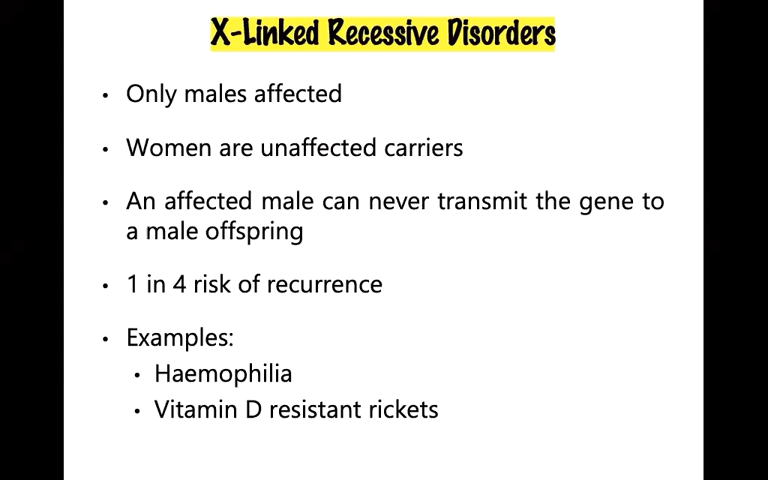 X-Linked Recessive Disorders
• Only males affected
• Women are unaffected carriers
• An affected male can never transmit the gene to
a male offspring
• 1 in 4 risk of recurrence
• Examples:
• Haemophilia
• Vitamin D resistant rickets